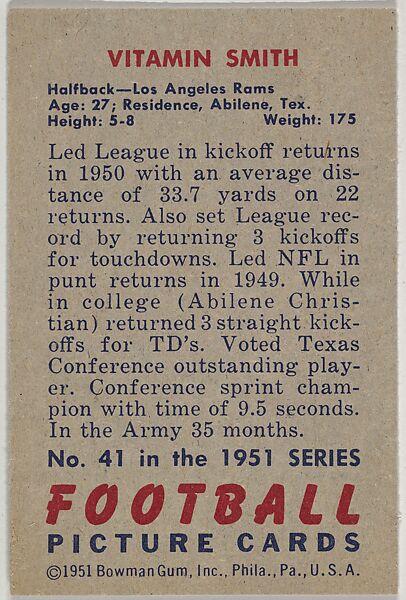 VITAMIN SMITH
Halfback—Los Angeles Rams
Age: 27; Residence, Abilene, Tex.
Height: 5-8 Weight: 175
Led League in kickoff returns
in 1950 with an average dis-
tance of 33.7 yards on 22
returns. Also set League rec-
ord by returning 3 kickoffs
for touchdowns. Led NFL in
punt returns in 1949. While
in college (Abilene Chris-
tian) returned 3 straight kick-
offs for TD's. Voted Texas
Conference outstanding play-
er. Conference sprint cham-
pion with time of 9.5 seconds.
In the Army 35 months.
No. 41 in the 1951 SERIES
FOOTBALL
PICTURE CARDS
©1951 Bowman Gum, Inc., Phila., Pa., U.S.A.